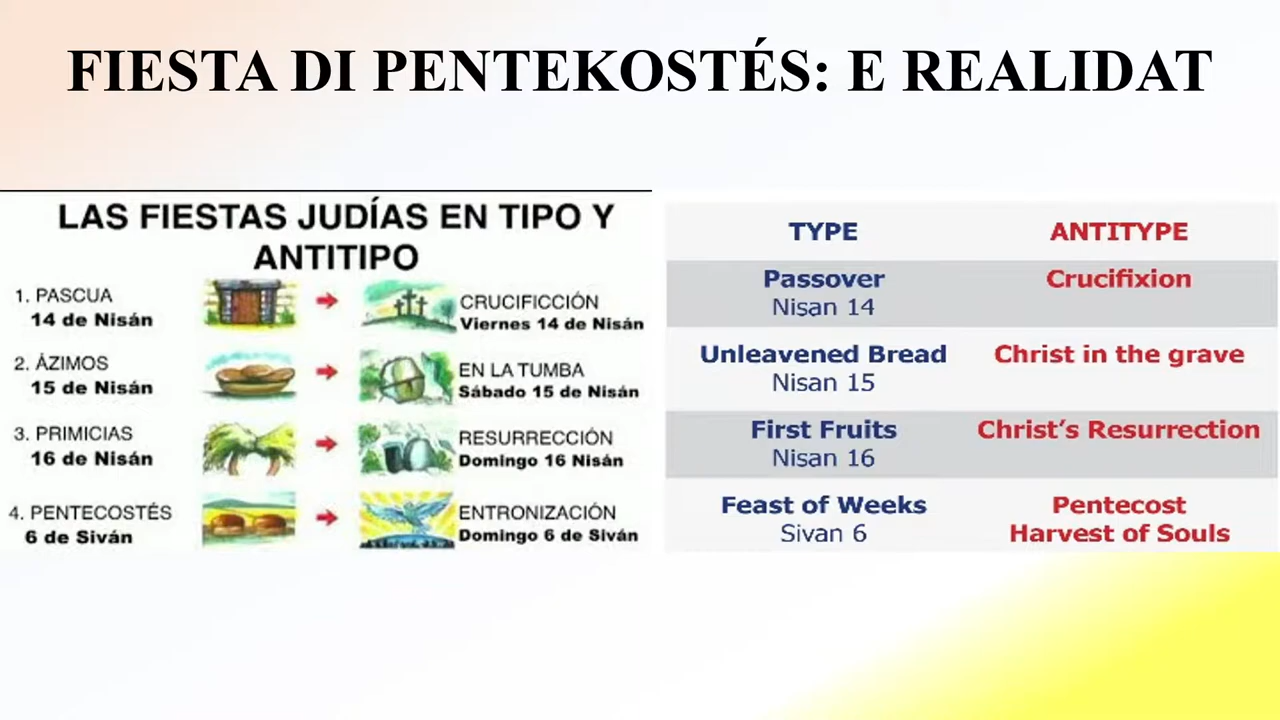 FIESTA DI PENTEKOSTÉS: E REALIDAT
LAS FIESTAS JUDÍAS EN TIPO Y
ANTITIPO
1. PASCUA
14 de Nisán
CRUCIFICCIÓN
Viernes 14 de Nisán
2. ÁZIMOS
15 de Nisán
EN LA TUMBA
Sábado 15 de Nisán
3. PRIMICIAS
16 de Nisán
RESURRECCIÓN
Domingo 16 Nisán
4. PENTECOSTÉS
6 de Siván
ENTRONIZACIÓN
Domingo 6 de Siván
TYPE ANTITYPE
Passover Crucifixion
Nisan 14
Unleavened Bread Christ in the grave
Nisan 15
First Fruits Christ's Resurrection
Nisan 16
Feast of Weeks Pentecost
Sivan 6 Harvest of Souls